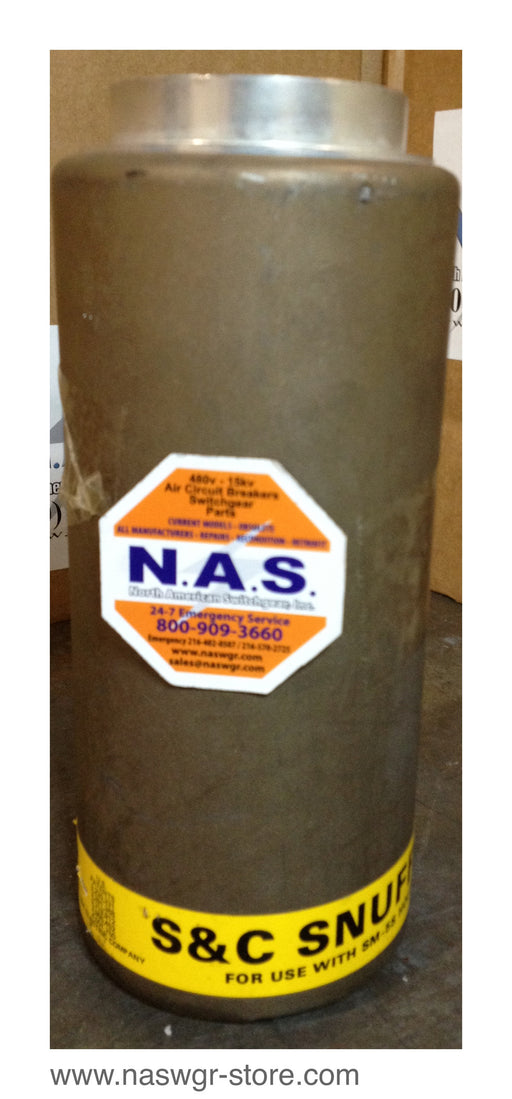 480v - 15kv
Air Circuit Breakers
Switchgear
Parts
CURRENT MODELS - OBSOLETE
ALL MANUFACTURERS - REPAIRS - RECONDITION - RETROFIT
N.A.S.
North American Switchgear, Inc.
24-7 Emergency Service
800-909-3660
www.naswgr.com
sales@naswgr.com
S&C SNUF
FOR USE WITH SM-
COMPANY
www.naswgr-store.com